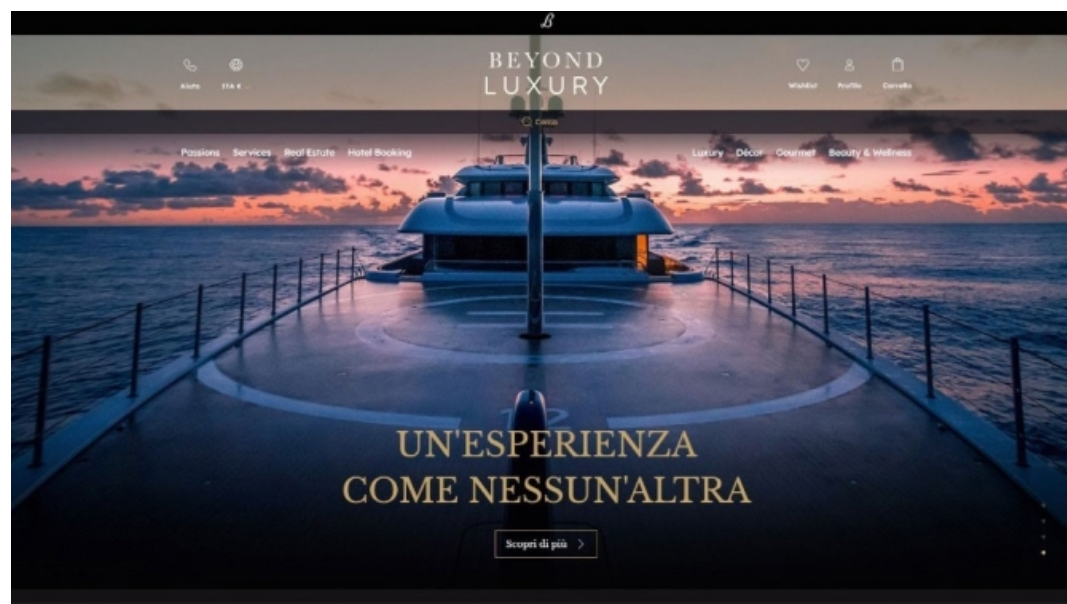 BEYOND
LUXURY
Aiuto
ITA €
Wishlist
Profilo
Carrello
Cerca
Passions Services Real Estate Hotel Booking
Luxury Décor Gourmet Beauty & Wellness
12
UN'ESPERIENZA
COME NESSUN'ALTRA
Scopri di più